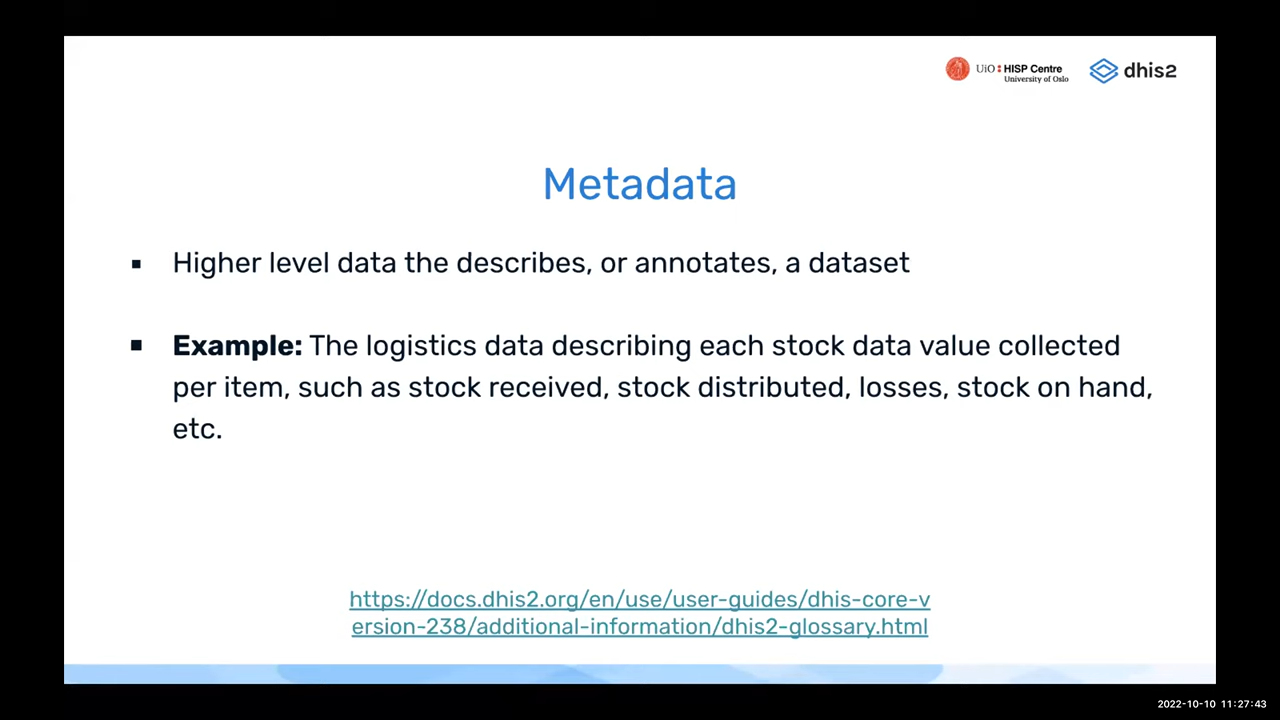 UiO : HISP Centre
University of Oslo
dhis2
Metadata
▪ Higher level data the describes, or annotates, a dataset
▪ Example: The logistics data describing each stock data value collected
per item, such as stock received, stock distributed, losses, stock on hand,
etc.
https://docs.dhis2.org/en/use/user-guides/dhis-core-v
ersion-238/additional-information/dhis2-glossary.html
2022-10-10 11:27:43